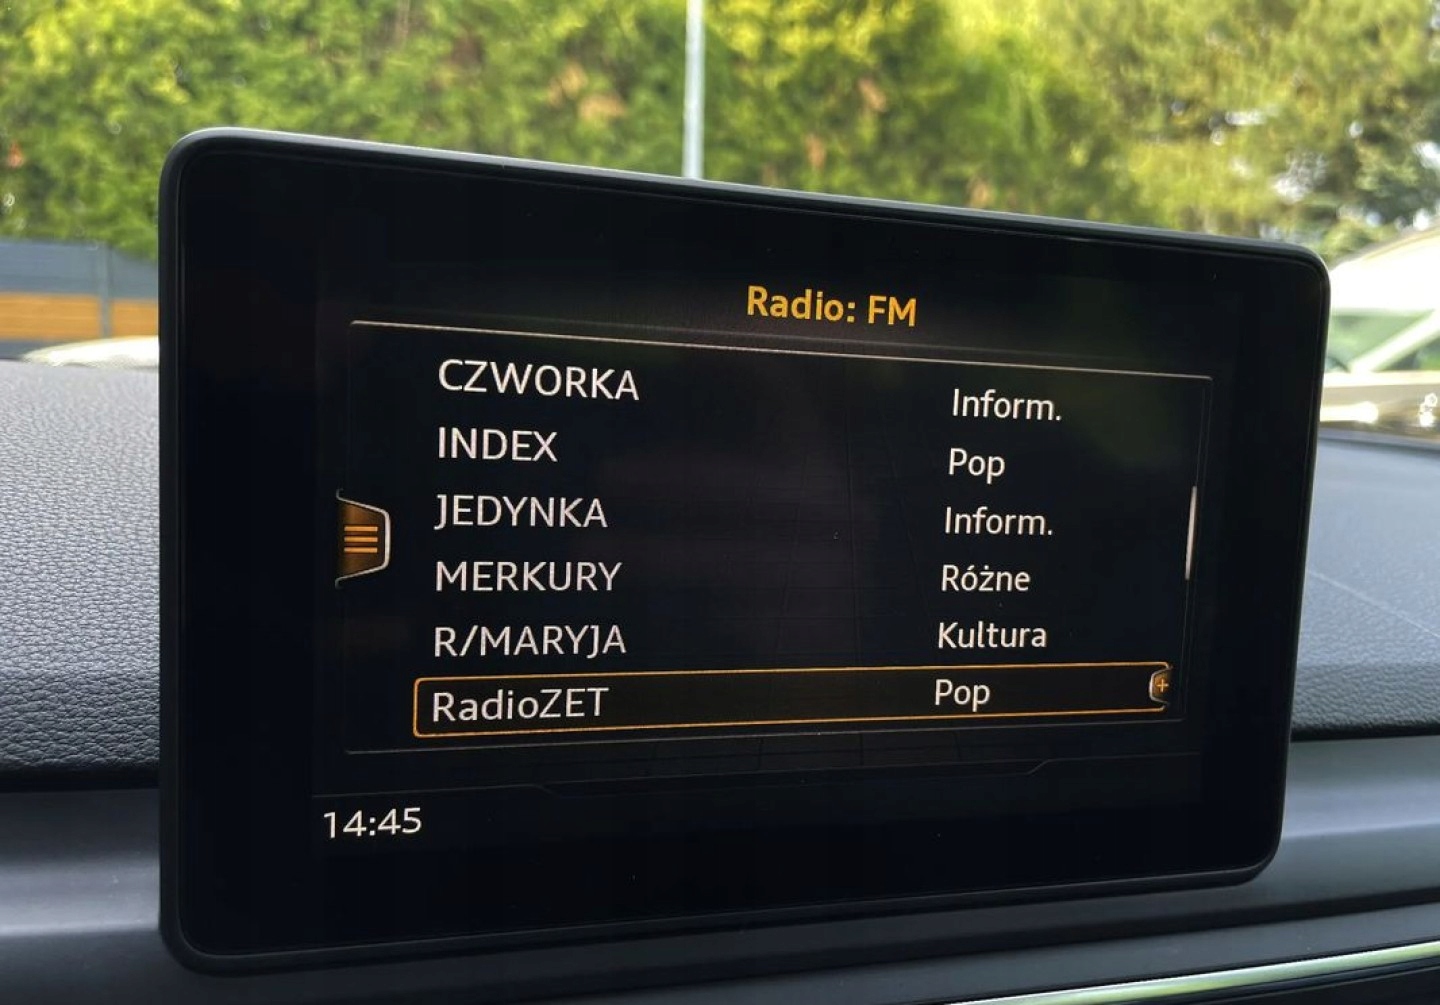 Radio: FM
CZWORKA Inform.
INDEX Pop
JEDYNKA Inform.
MERKURY Różne
R/MARYJA Kultura
RadioZET Pop
14:45